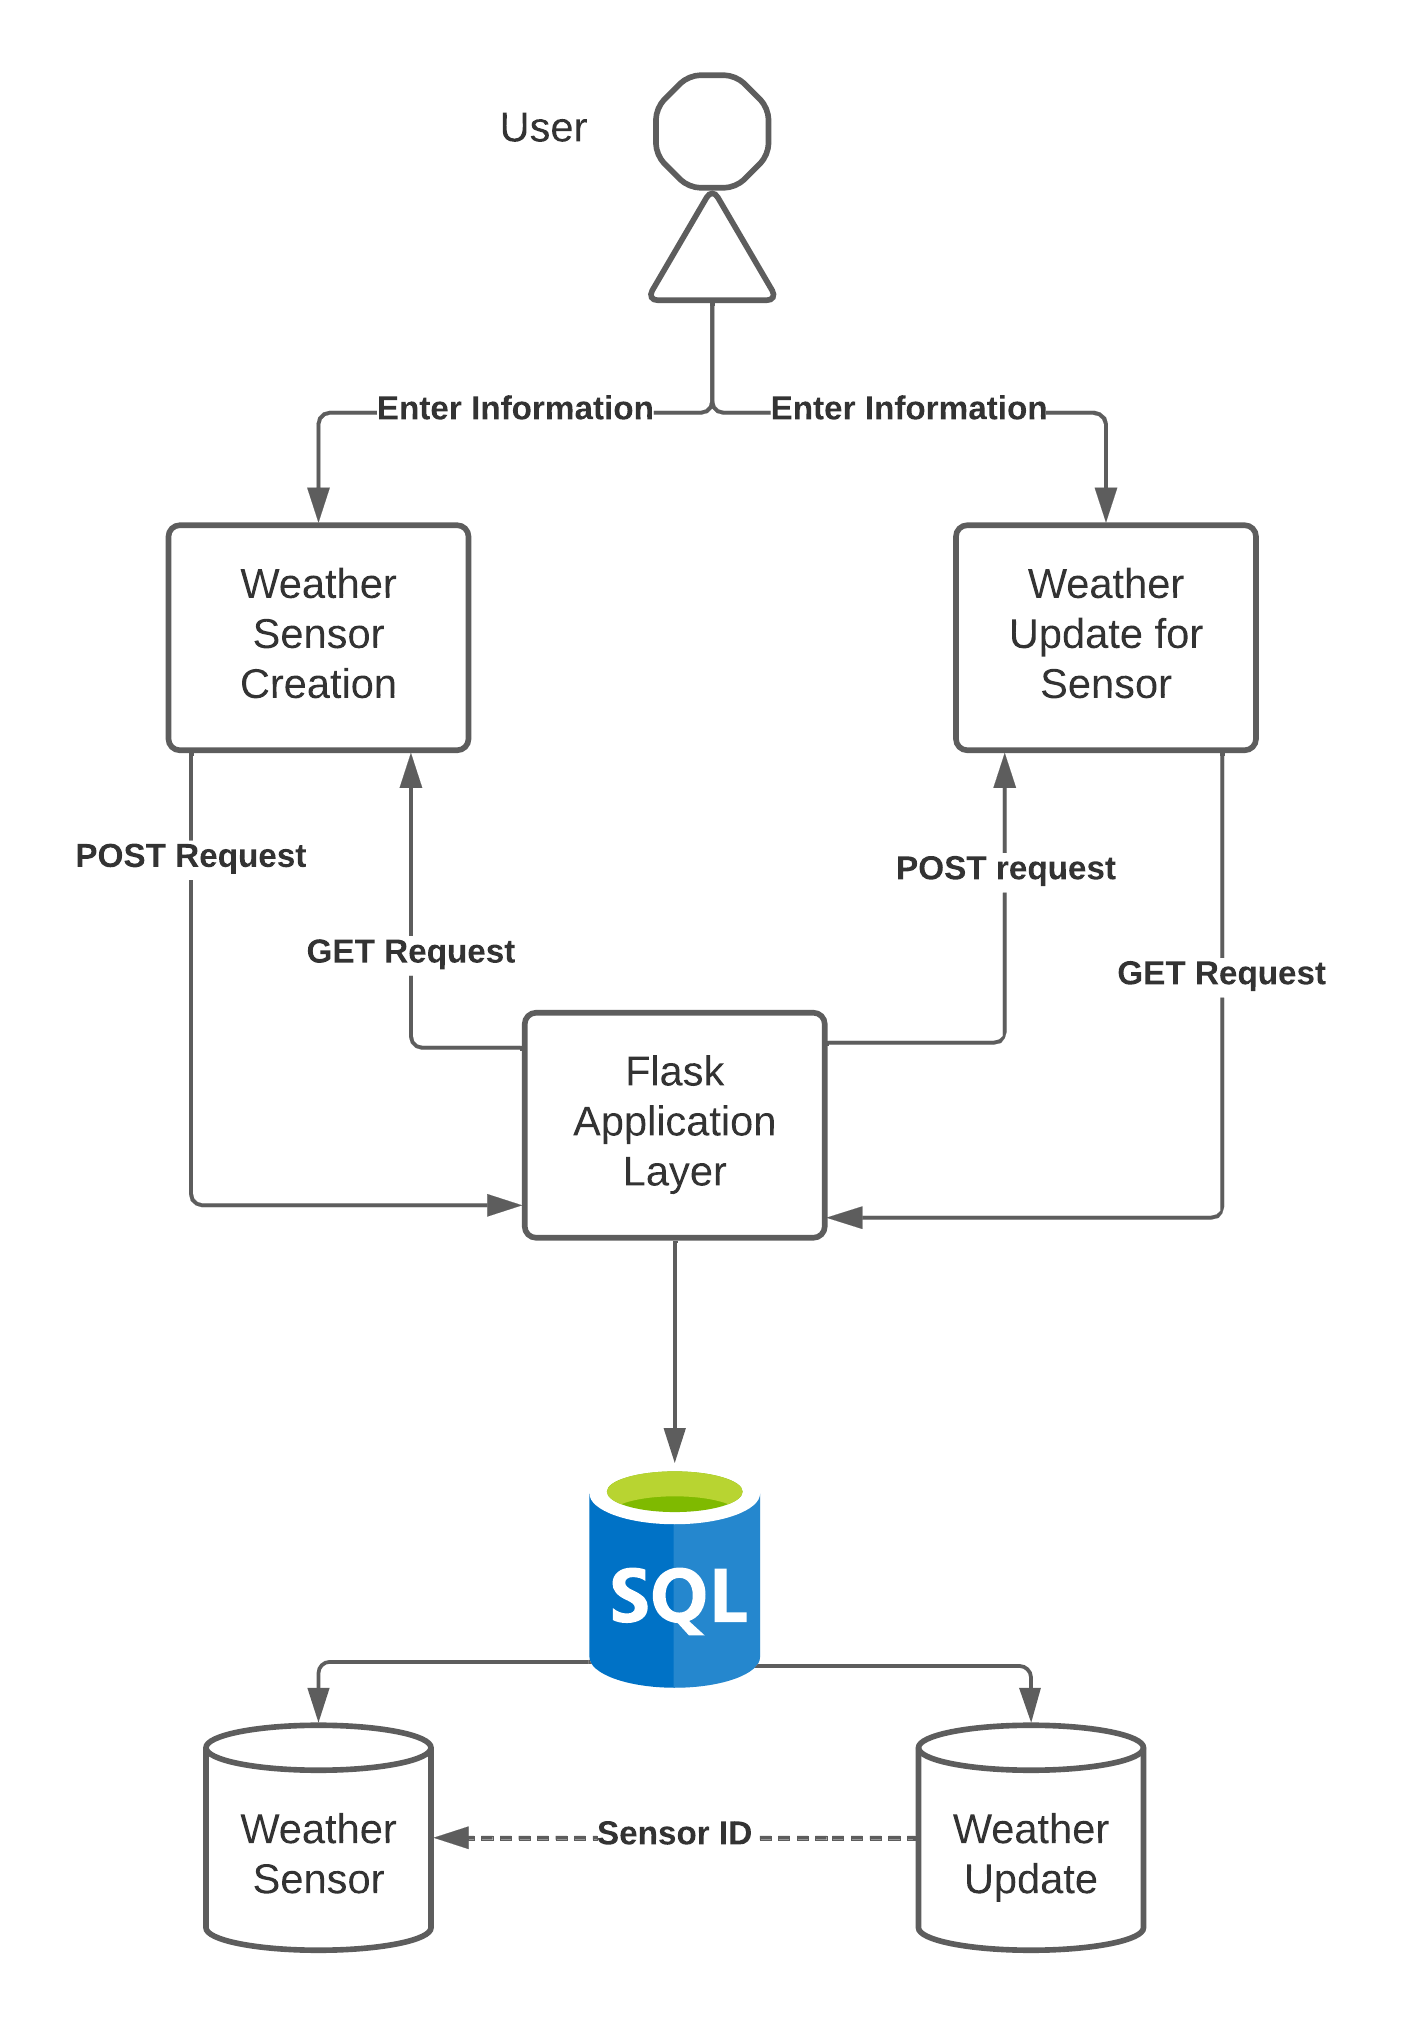 User
Enter Information
Enter Information
Weather
Sensor
Creation
Weather
Update for
Sensor
POST Request
POST request
GET Request
GET Request
Flask
Application
Layer
SQL
Weather
Sensor
Sensor ID
Weather
Update